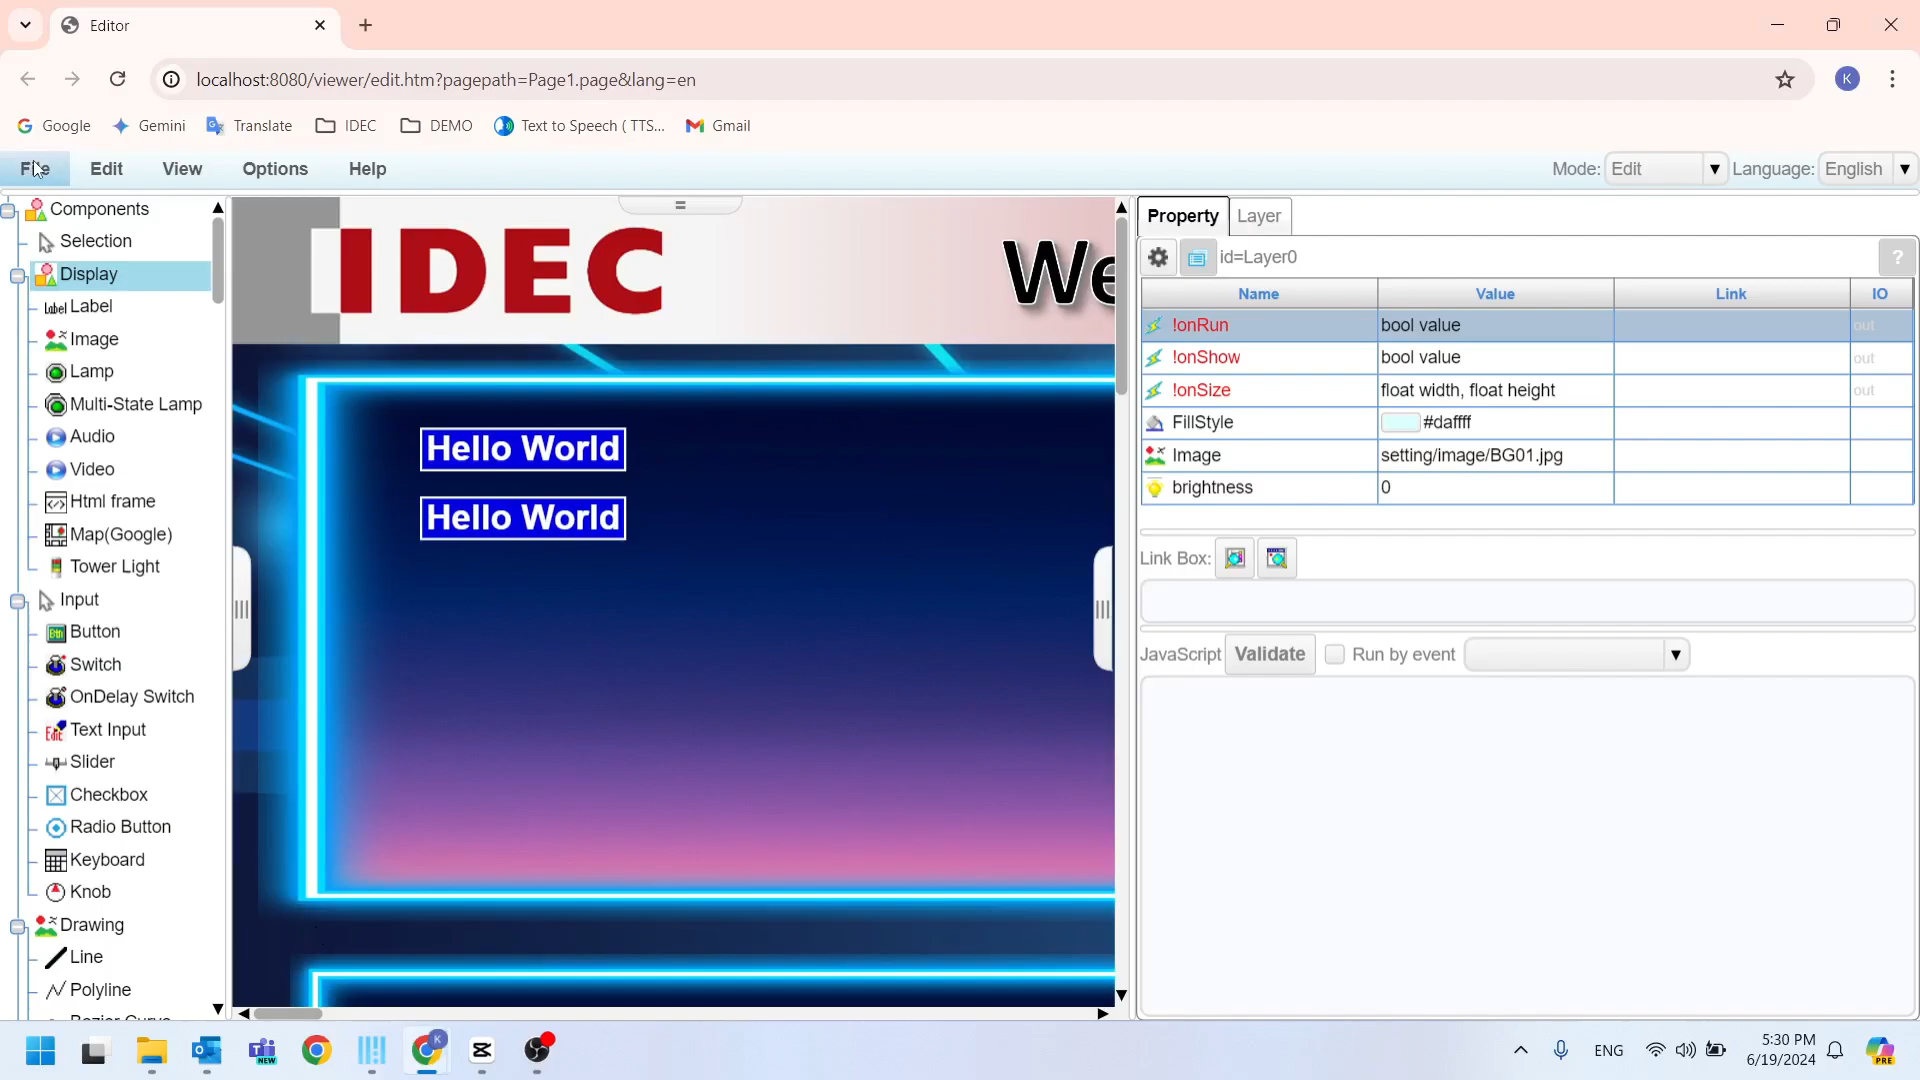 Editor
localhost:8080/viewer/edit.htm?pagepath=Page1.page&lang=en
K
Google
Gemini
Translate
IDEC
DEMO
Text to Speech ( TTS...
Gmail
File
Edit
View
Options
Help
Mode: Edit
Language: English
Components
Selection
Display
Label Label
Image
Lamp
Multi-State Lamp
Audio
Video
Html frame
Map(Google)
Tower Light
Input
Btn Button
Switch
OnDelay Switch
Edit Text Input
Slider
Checkbox
Radio Button
Keyboard
Knob
Drawing
Line
Polyline
IDEC
We
Hello World
Hello World
Property
Layer
id=Layer0
?
Name Value Link IO
!onRun bool value out
!onShow bool value out
!onSize float width, float height out
FillStyle #daffff
Image setting/image/BG01.jpg
brightness 0
Link Box:
JavaScript Validate Run by event
NEW
K
ENG
5:30 PM
6/19/2024
PRE